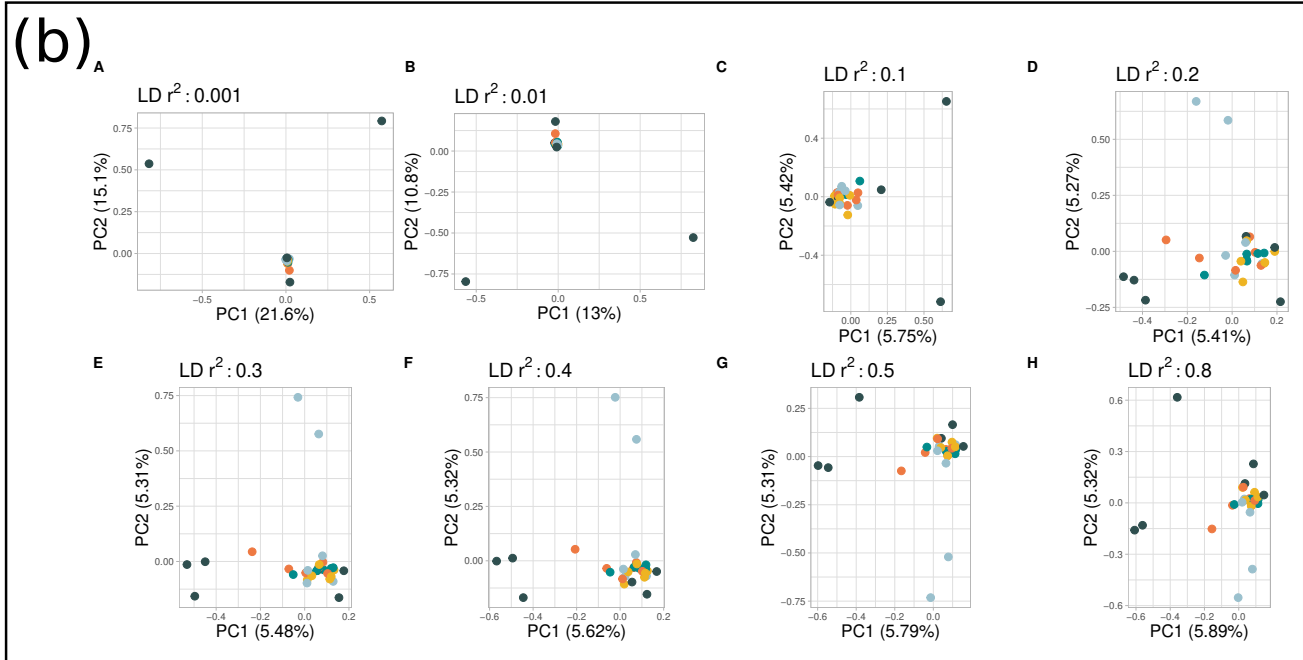 (b)
A
LD r²: 0.001
PC2 (15.1%)
0.75
0.50
0.25
0.00
−0.5 0.0 0.5
PC1 (21.6%)
B
LD r²: 0.01
PC2 (10.8%)
0.00
−0.25
−0.50
−0.75
−0.5 0.0 0.5
PC1 (13%)
C
LD r²: 0.1
PC2 (5.42%)
0.4
0.0
−0.4
0.00 0.25 0.50
PC1 (5.75%)
D
LD r²: 0.2
PC2 (5.27%)
0.50
0.25
0.00
−0.25
−0.4 −0.2 0.0 0.2
PC1 (5.41%)
E
LD r²: 0.3
PC2 (5.31%)
0.75
0.50
0.25
0.00
−0.4 −0.2 0.0 0.2
PC1 (5.48%)
F
LD r²: 0.4
PC2 (5.32%)
0.75
0.50
0.25
0.00
−0.6 −0.4 −0.2 0.0 0.2
PC1 (5.62%)
G
LD r²: 0.5
PC2 (5.31%)
0.25
0.00
−0.25
−0.50
−0.75
−0.6 −0.4 −0.2 0.0
PC1 (5.79%)
H
LD r²: 0.8
PC2 (5.32%)
0.6
0.3
0.0
−0.3
−0.6
−0.6 −0.4 −0.2 0.0
PC1 (5.89%)